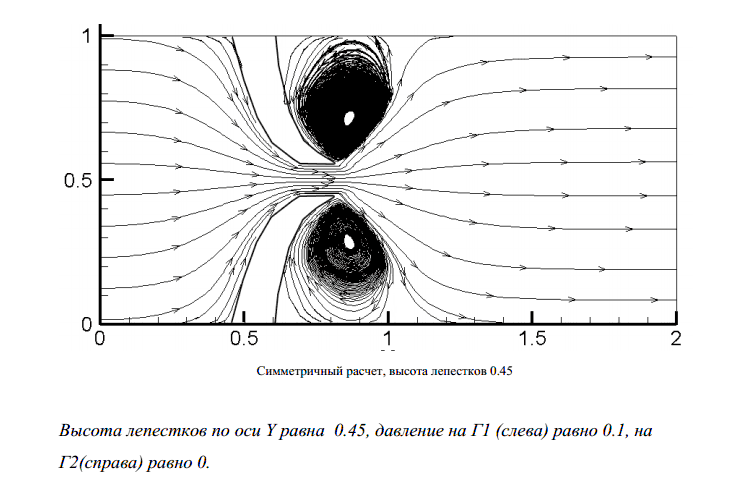 1
0.5
0
0
0.5
1
1.5
2
Симметричный расчет, высота лепестков 0.45
Высота лепестков по оси Y равна 0.45, давление на Г1 (слева) равно 0.1, на
Г2(справа) равно 0.